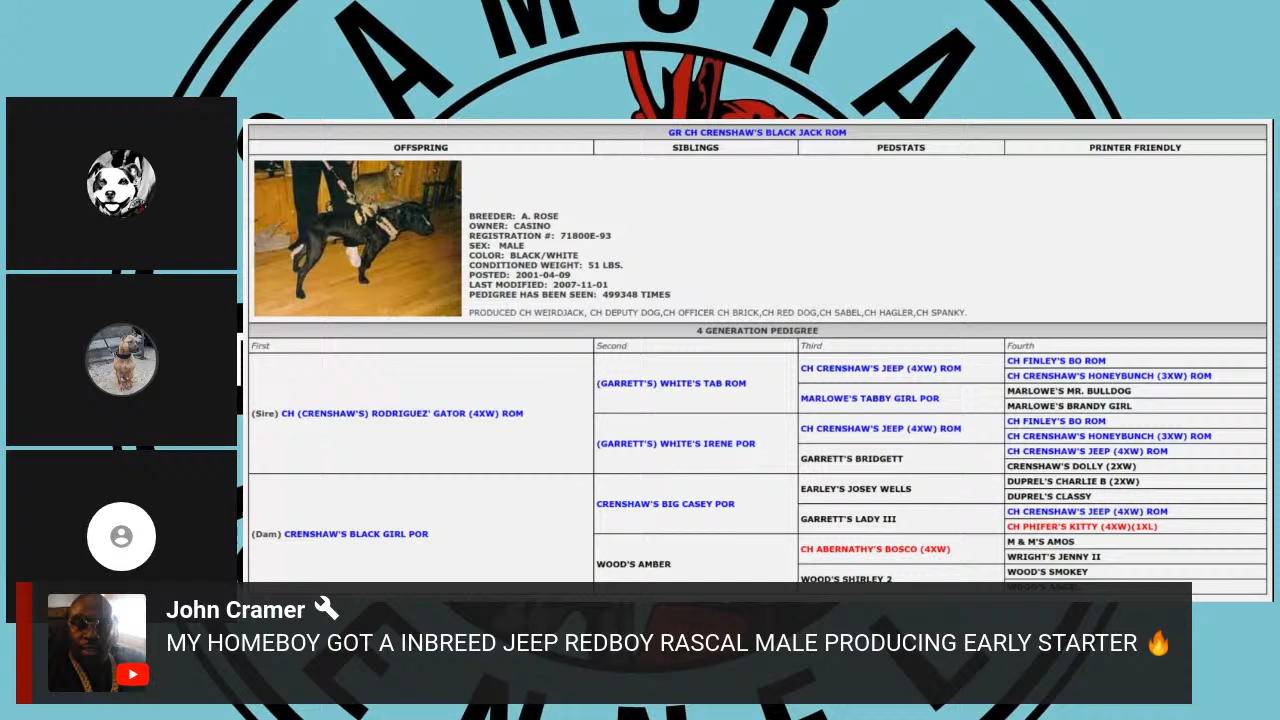 AMORA
GR CH CRENSHAW'S BLACK JACK ROM
OFFSPRING SIBLINGS PEDSTATS PRINTER FRIENDLY
BREEDER: A. ROSE
OWNER: CASINO
REGISTRATION #: 71800E-93
SEX: MALE
COLOR: BLACK/WHITE
CONDITIONED WEIGHT: 51 LBS.
POSTED: 2001-04-09
LAST MODIFIED: 2007-11-01
PEDIGREE HAS BEEN SEEN: 499348 TIMES
PRODUCED CH WEIRDJACK, CH DEPUTY DOG,CH OFFICER CH BRICK,CH RED DOG,CH SABEL,CH HAGLER,CH SPANKY.
4 GENERATION PEDIGREE
First Second Third Fourth
(Sire) CH (CRENSHAW'S) RODRIGUEZ' GATOR (4XW) ROM
(GARRETT'S) WHITE'S TAB ROM
CH CRENSHAW'S JEEP (4XW) ROM
CH FINLEY'S BO ROM
CH CRENSHAW'S HONEYBUNCH (3XW) ROM
MARLOWE'S TABBY GIRL POR
MARLOWE'S MR. BULLDOG
MARLOWE'S BRANDY GIRL
(GARRETT'S) WHITE'S IRENE POR
CH CRENSHAW'S JEEP (4XW) ROM
CH FINLEY'S BO ROM
CH CRENSHAW'S HONEYBUNCH (3XW) ROM
GARRETT'S BRIDGETT
CH CRENSHAW'S JEEP (4XW) ROM
CRENSHAW'S DOLLY (2XW)
(Dam) CRENSHAW'S BLACK GIRL POR
CRENSHAW'S BIG CASEY POR
EARLEY'S JOSEY WELLS
DUPREL'S CHARLIE B (2XW)
DUPREL'S CLASSY
GARRETT'S LADY III
CH CRENSHAW'S JEEP (4XW) ROM
CH PHIFER'S KITTY (4XW)(1XL)
WOOD'S AMBER
CH ABERNATHY'S BOSCO (4XW)
M & M'S AMOS
WRIGHT'S JENNY II
WOOD'S SHIRLEY 2
WOOD'S SMOKEY
John Cramer
MY HOMEBOY GOT A INBREED JEEP REDBOY RASCAL MALE PRODUCING EARLY STARTER 🔥